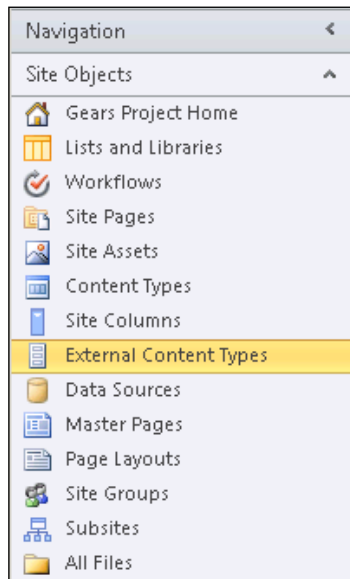 Navigation
Site Objects
Gears Project Home
Lists and Libraries
Workflows
Site Pages
Site Assets
Content Types
Site Columns
External Content Types
Data Sources
Master Pages
Page Layouts
Site Groups
Subsites
All Files